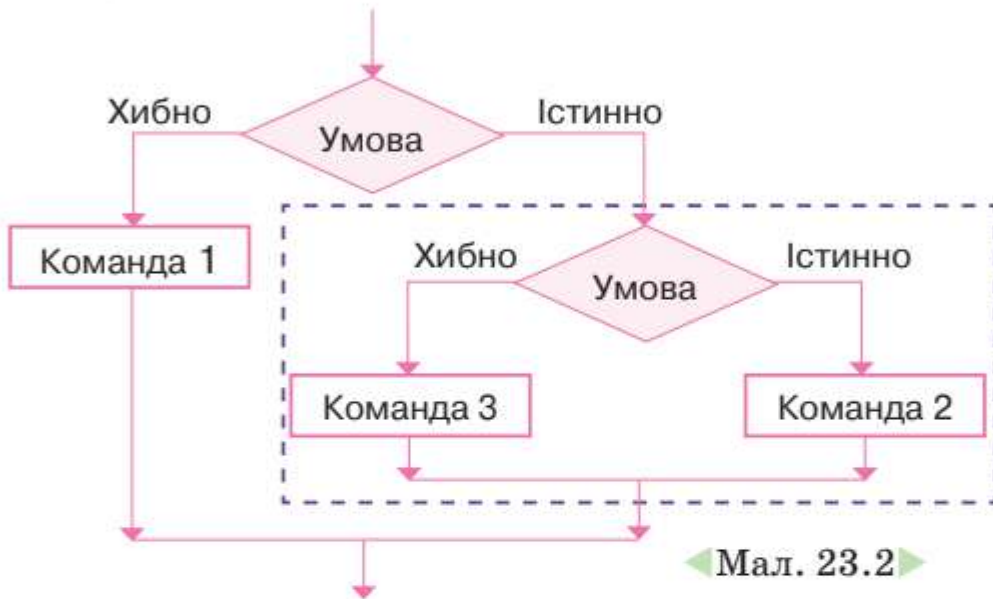 Хибно Істинно
Умова
Команда 1
Хибно Істинно
Умова
Команда 3 Команда 2
Мал. 23.2